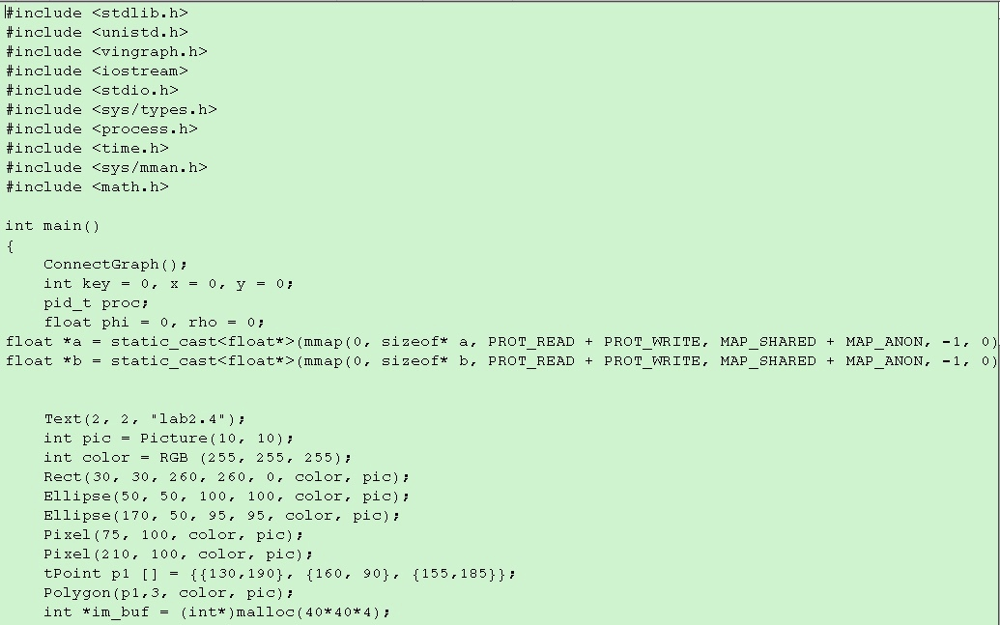 #include <stdlib.h>
#include <unistd.h>
#include <vingraph.h>
#include <iostream>
#include <stdio.h>
#include <sys/types.h>
#include <process.h>
#include <time.h>
#include <sys/mman.h>
#include <math.h>
int main()
{
ConnectGraph();
int key = 0, x = 0, y = 0;
pid_t proc;
float phi = 0, rho = 0;
float *a = static_cast<float*>(mmap(0, sizeof* a, PROT_READ + PROT_WRITE, MAP_SHARED + MAP_ANON, -1, 0)
float *b = static_cast<float*>(mmap(0, sizeof* b, PROT_READ + PROT_WRITE, MAP_SHARED + MAP_ANON, -1, 0)
Text(2, 2, "lab2.4");
int pic = Picture(10, 10);
int color = RGB (255, 255, 255);
Rect(30, 30, 260, 260, 0, color, pic);
Ellipse(50, 50, 100, 100, color, pic);
Ellipse(170, 50, 95, 95, color, pic);
Pixel(75, 100, color, pic);
Pixel(210, 100, color, pic);
tPoint p1 [] = {{130,190}, {160, 90}, {155,185}};
Polygon(p1,3, color, pic);
int *im_buf = (int*)malloc(40*40*4);